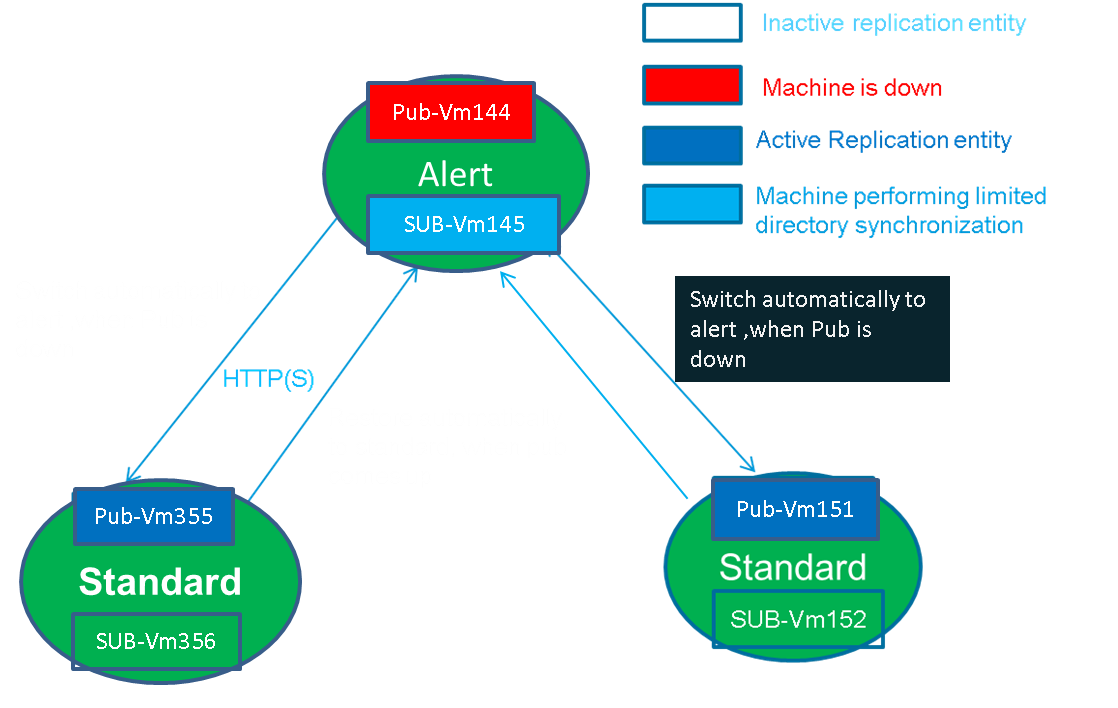 Inactive replication entity
Machine is down
Active Replication entity
Machine performing limited
directory synchronization
Pub-Vm144
Alert
SUB-Vm145
Switch automatically to
alert ,when Pub is
down
HTTP(S)
Pub-Vm355
Standard
SUB-Vm356
Pub-Vm151
Standard
SUB-Vm152